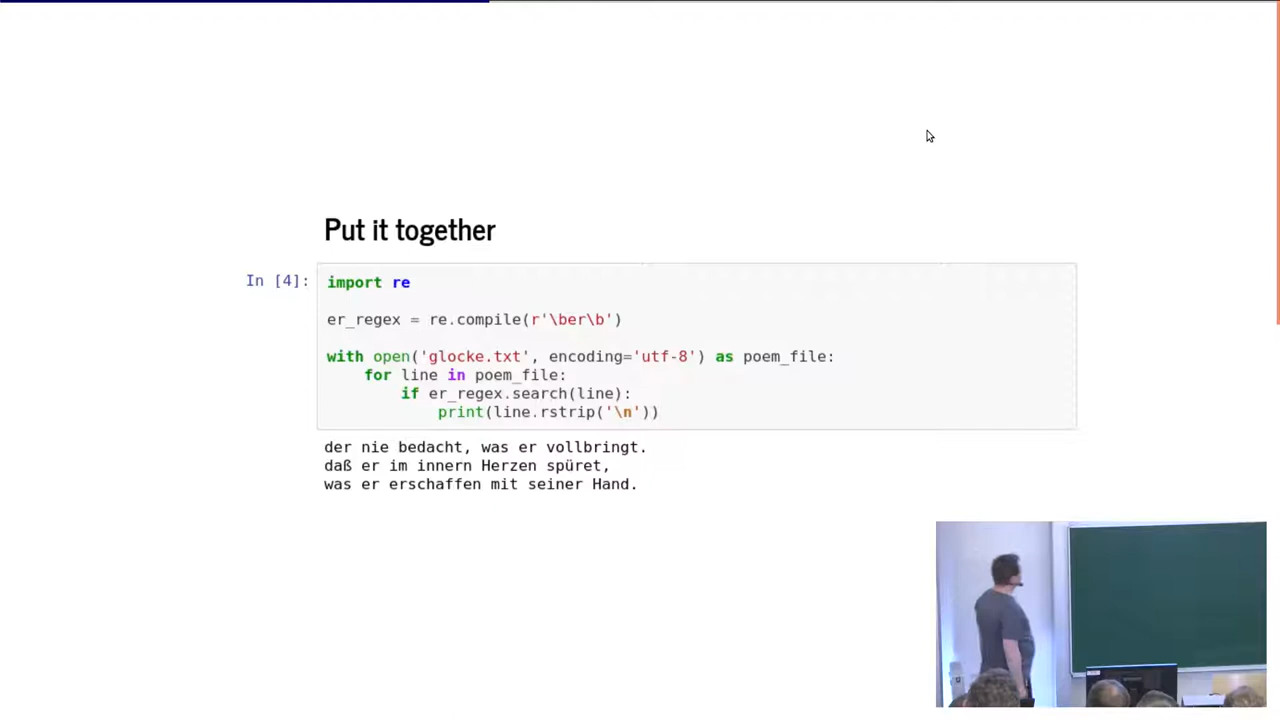 Put it together
In [4]:
import re
er_regex = re.compile(r'\ber\b')
with open('glocke.txt', encoding='utf-8') as poem_file:
for line in poem_file:
if er_regex.search(line):
print(line.rstrip('\n'))
der nie bedacht, was er vollbringt.
daß er im innern Herzen spüret,
was er erschaffen mit seiner Hand.